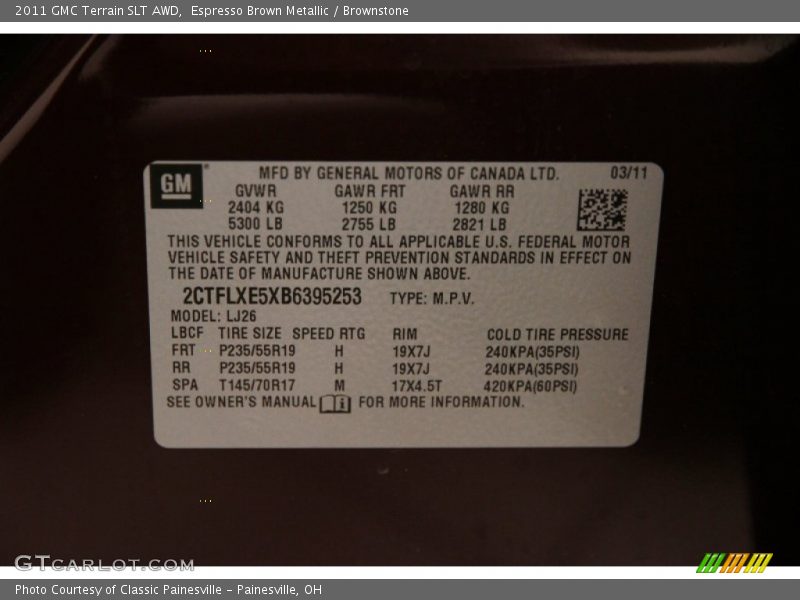 2011 GMC Terrain SLT AWD, Espresso Brown Metallic / Brownstone
GM MFD BY GENERAL MOTORS OF CANADA LTD. 03/11
GVWR GAWR FRT GAWR RR
2404 KG 1250 KG 1280 KG
5300 LB 2755 LB 2821 LB
THIS VEHICLE CONFORMS TO ALL APPLICABLE U.S. FEDERAL MOTOR
VEHICLE SAFETY AND THEFT PREVENTION STANDARDS IN EFFECT ON
THE DATE OF MANUFACTURE SHOWN ABOVE.
2CTFLXE5XB6395253 TYPE: M.P.V.
MODEL: LJ26
LBCF TIRE SIZE SPEED RTG RIM COLD TIRE PRESSURE
FRT P235/55R19 H 19X7J 240KPA(35PSI)
RR P235/55R19 H 19X7J 240KPA(35PSI)
SPA T145/70R17 M 17X4.5T 420KPA(60PSI)
SEE OWNER'S MANUAL i FOR MORE INFORMATION.
GTCARLOT.COM
Photo Courtesy of Classic Painesville - Painesville, OH